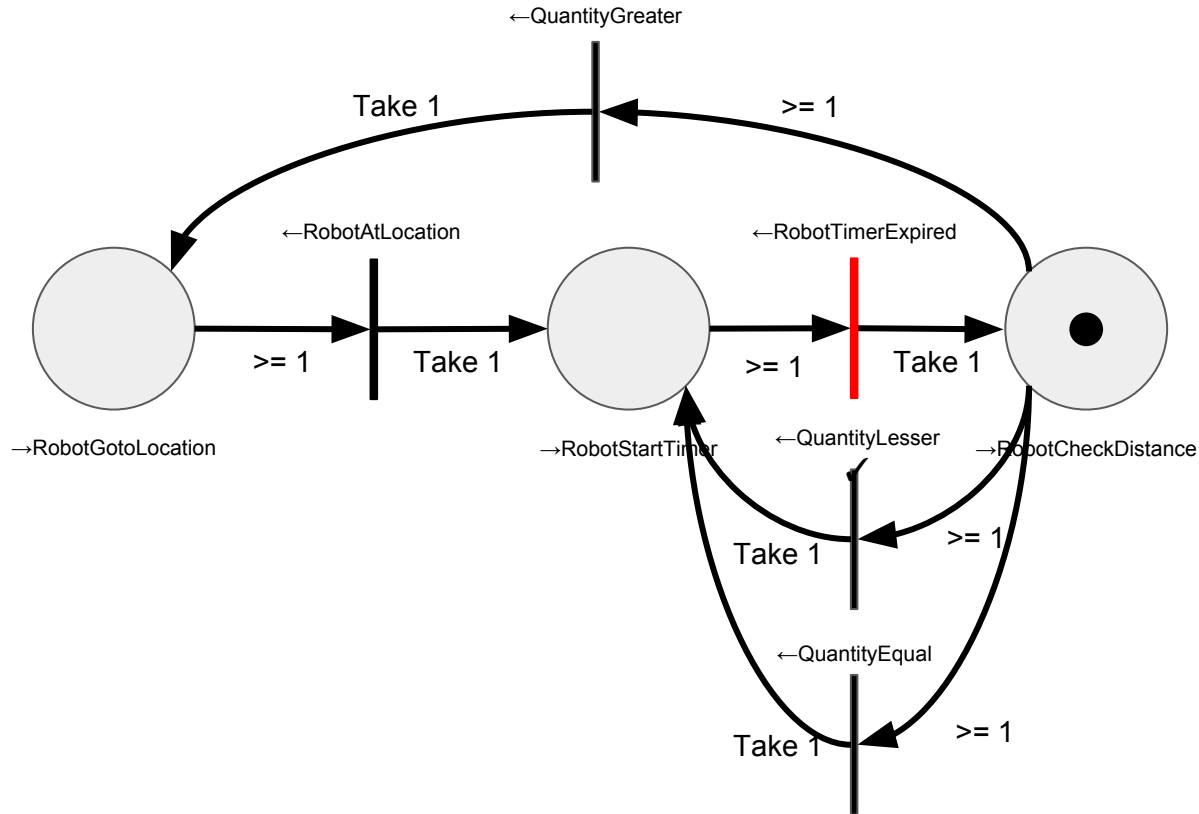 ←QuantityGreater
Take 1
>= 1
←RobotAtLocation
←RobotTimerExpired
>= 1
Take 1
>= 1
Take 1
→RobotGotoLocation
→RobotStartTimer
←QuantityLesser
→RobotCheckDistance
Take 1
>= 1
←QuantityEqual
Take 1
>= 1